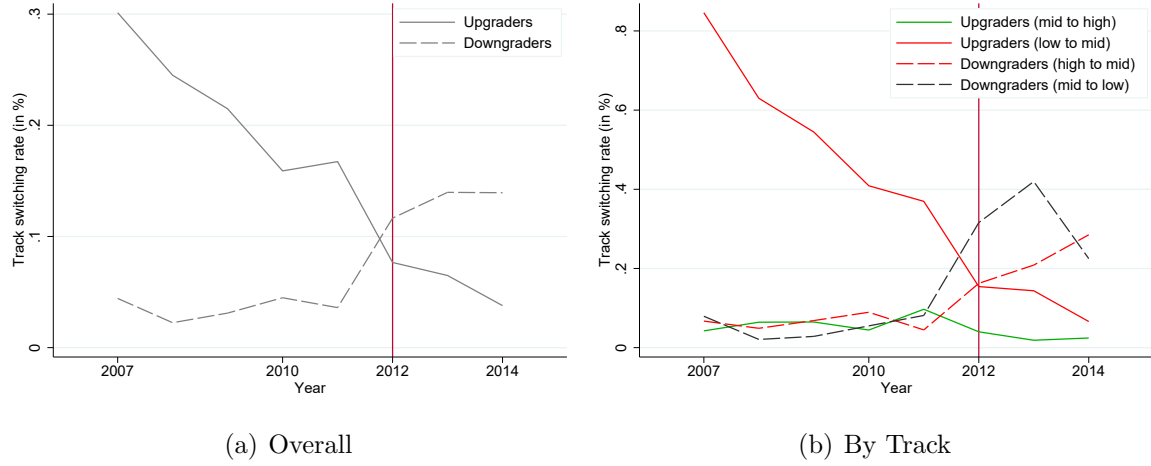 Track switching rate (in %)
.3
.2
.1
0
Upgraders
Downgraders
2007
2010
2012
2014
Year
(a) Overall
Track switching rate (in %)
.8
.6
.4
.2
0
Upgraders (mid to high)
Upgraders (low to mid)
Downgraders (high to mid)
Downgraders (mid to low)
2007
2010
2012
2014
Year
(b) By Track